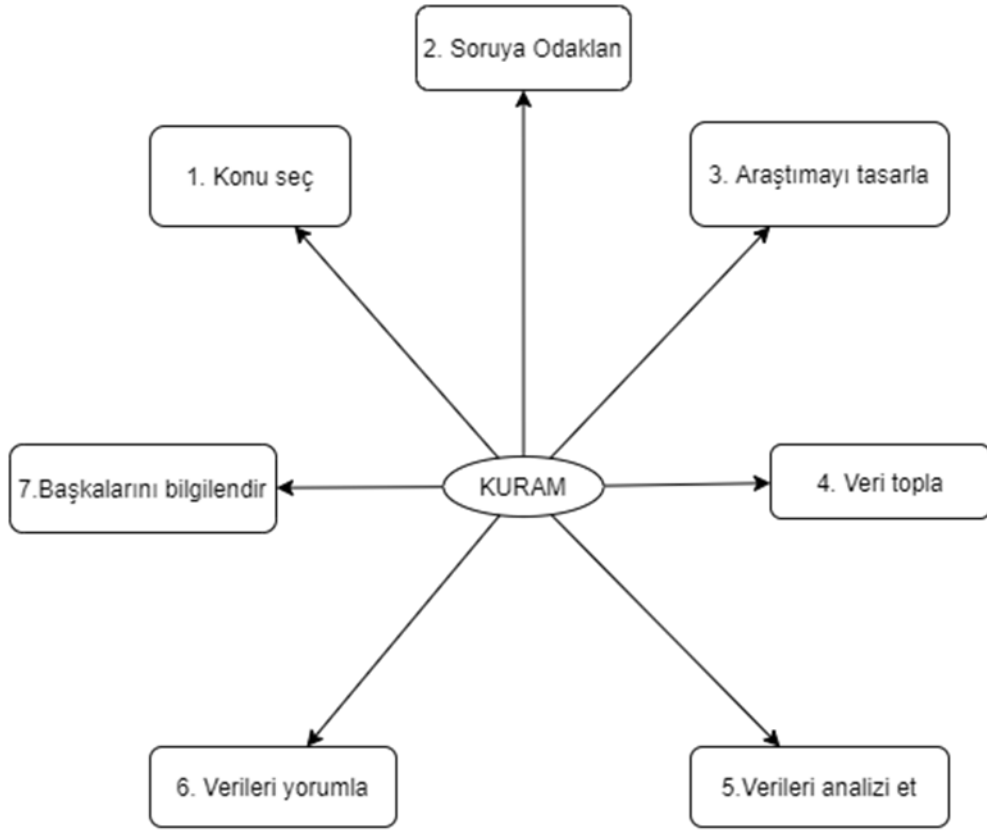 2. Soruya Odaklan
1. Konu seç
3. Araştımayı tasarla
7.Başkalarını bilgilendir
KURAM
4. Veri topla
6. Verileri yorumla
5.Verileri analizi et